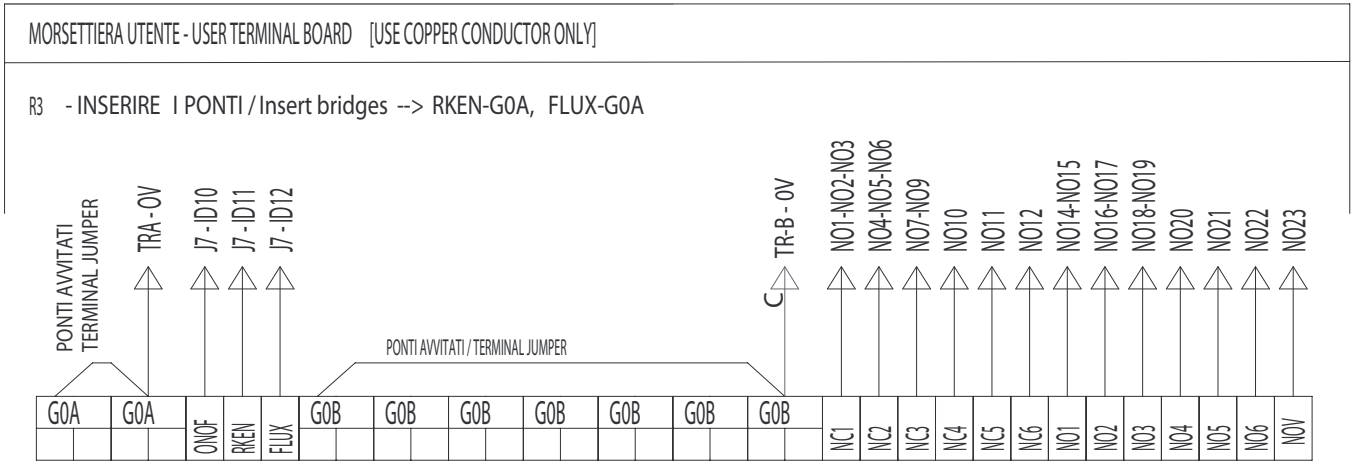 MORSETTIERA UTENTE - USER TERMINAL BOARD [USE COPPER CONDUCTOR ONLY]
R3 - INSERIRE I PONTI / Insert bridges --> RKEN-G0A, FLUX-G0A
PONTI AVVITATI
TERMINAL JUMPER
TRA - 0V
J7 - ID10
J7 - ID11
J7 - ID12
PONTI AVVITATI / TERMINAL JUMPER
C
TR-B - 0V
NO1-NO2-NO3
NO4-NO5-NO6
NO7-NO9
NO10
NO11
NO12
NO14-NO15
NO16-NO17
NO18-NO19
NO20
NO21
NO22
NO23
G0A G0A ONOF RKEN FLUX G0B G0B G0B G0B G0B G0B G0B NC1 NC2 NC3 NC4 NC5 NC6 NO1 NO2 NO3 NO4 NO5 NO6 NOV